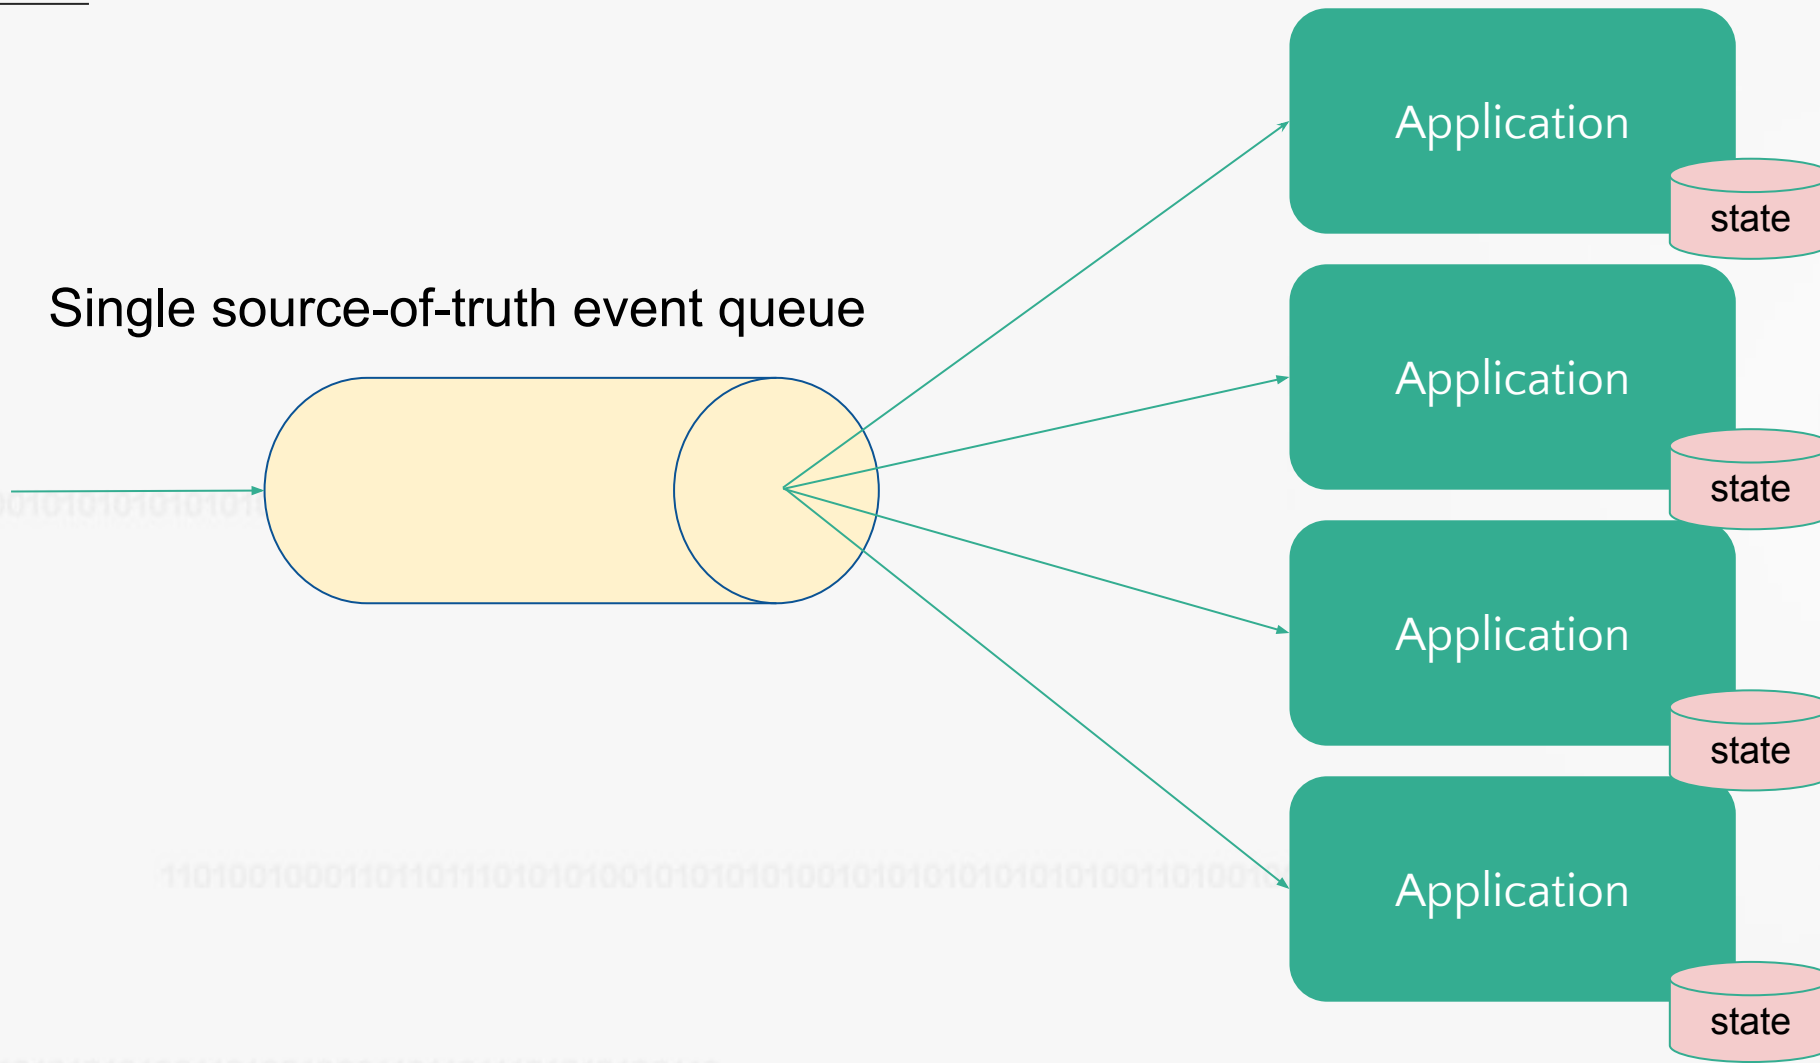 Application
state
Single source-of-truth event queue
Application
state
Application
state
Application
state